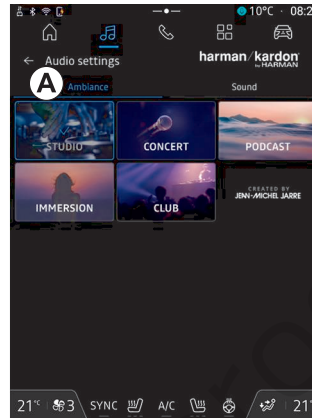 10°C · 08:2
Audio settings
harman/kardon
by HARMAN
A
Ambiance
Sound
STUDIO
CONCERT
PODCAST
IMMERSION
CLUB
CREATED BY
JENN-MICHEL JARRE
21°C 3 SYNC A/C 21°